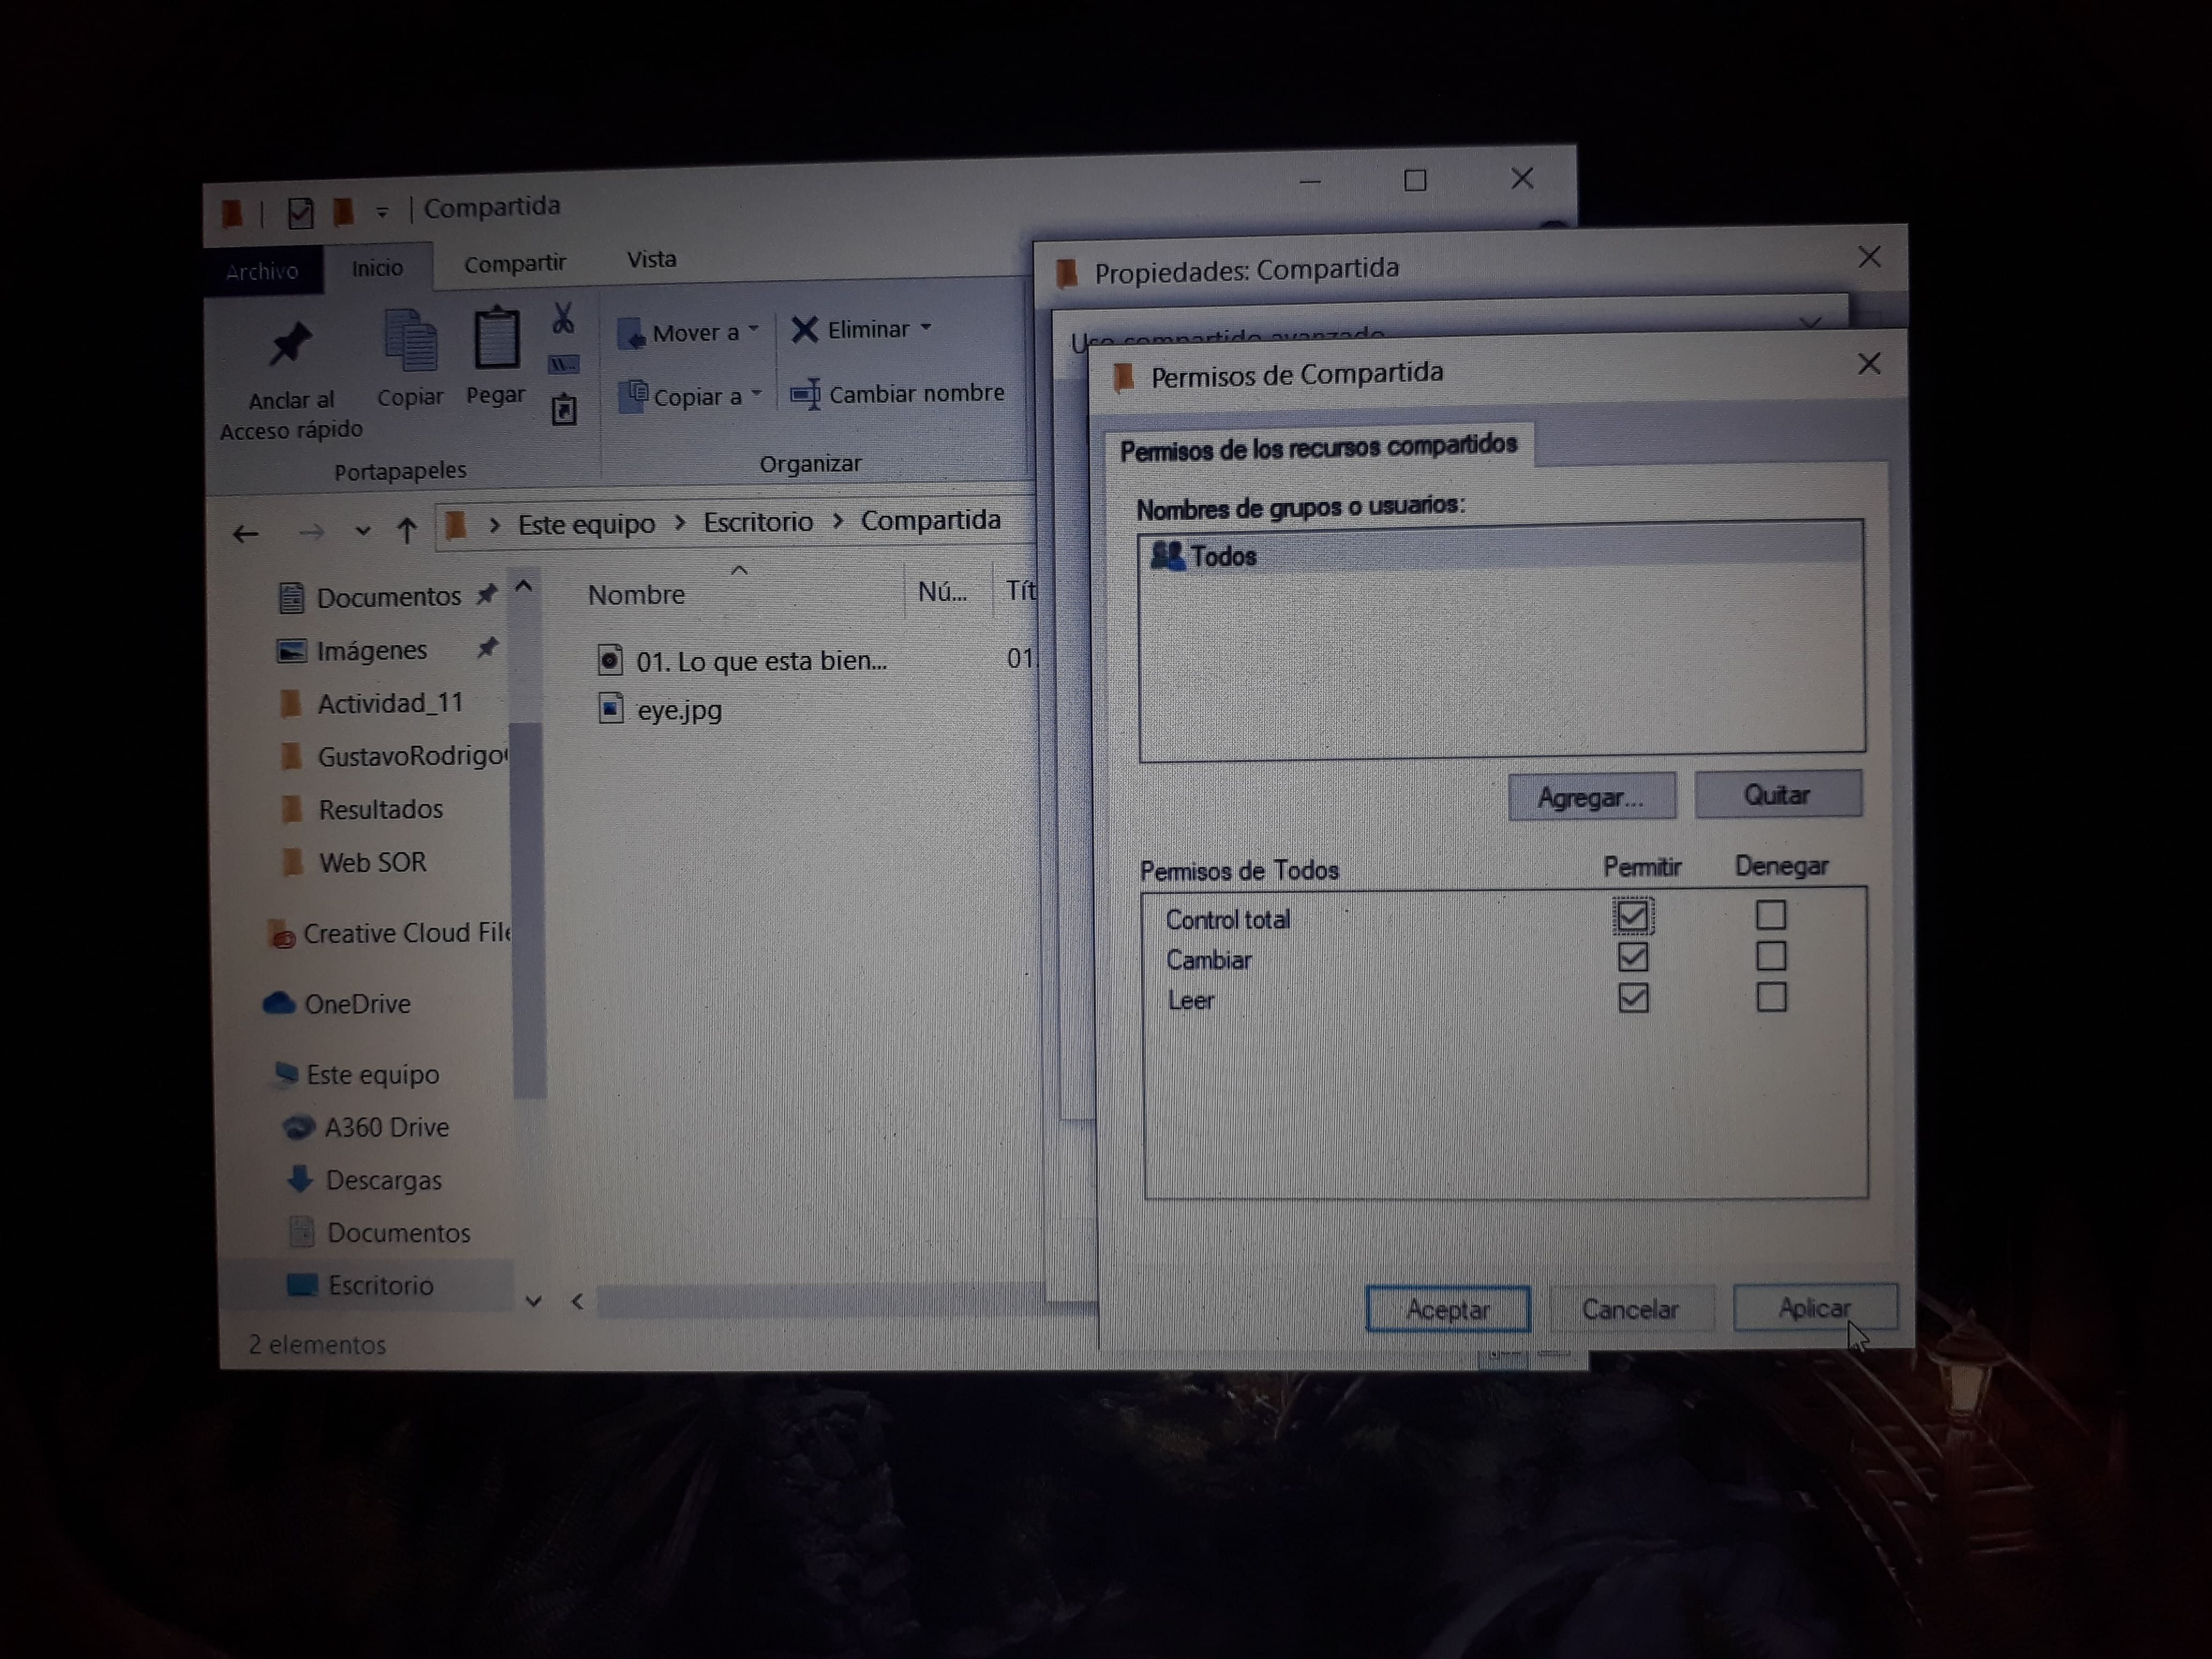 Compartida
Archivo
Inicio
Compartir
Vista
Anclar al
Acceso rápido
Copiar
Pegar
Mover a
Copiar a
Eliminar
Cambiar nombre
Portapapeles
Organizar
Este equipo > Escritorio > Compartida
Nombre
Nú...
Tít
01. Lo que esta bien...
01
eye.jpg
Documentos
Imágenes
Actividad_11
GustavoRodrigo
Resultados
Web SOR
Creative Cloud File
OneDrive
Este equipo
A360 Drive
Descargas
Documentos
Escritorio
2 elementos
Propiedades: Compartida
Uso compartido avanzado
Permisos de Compartida
Permisos de los recursos compartidos
Nombres de grupos o usuarios:
Todos
Agregar...
Quitar
Permisos de Todos
Permitir
Denegar
Control total
Cambiar
Leer
Aceptar
Cancelar
Aplicar